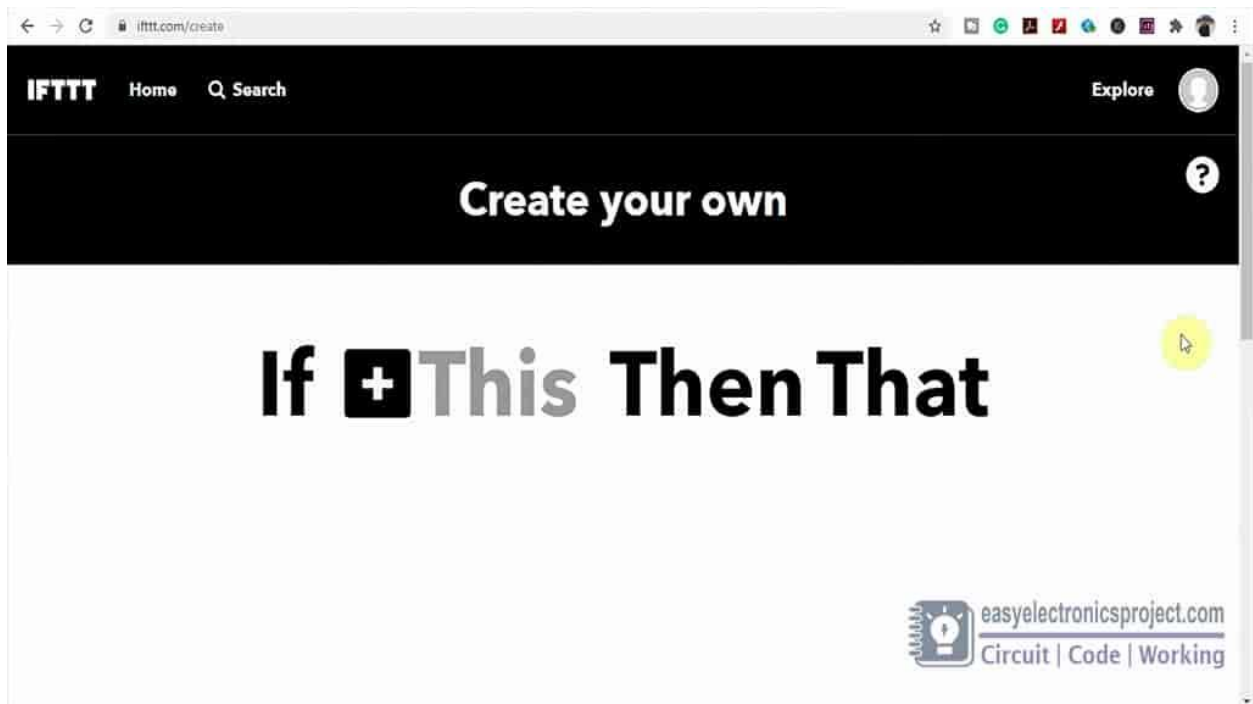 ifttt.com/create
IFTTT Home Search Explore
?
Create your own
If + This Then That
easyelectronicsproject.com
Circuit | Code | Working